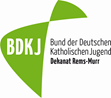 BDKJ
Bund der Deutschen
Katholischen Jugend
Dekanat Rems-Murr